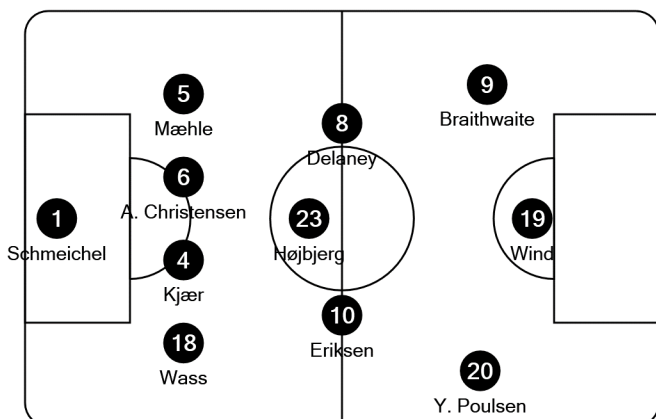 5
Mæhle
9
Braithwaite
8
Delaney
6
A. Christensen
1
Schmeichel
23
Højbjerg
19
Wind
4
Kjær
10
Eriksen
18
Wass
20
Y. Poulsen